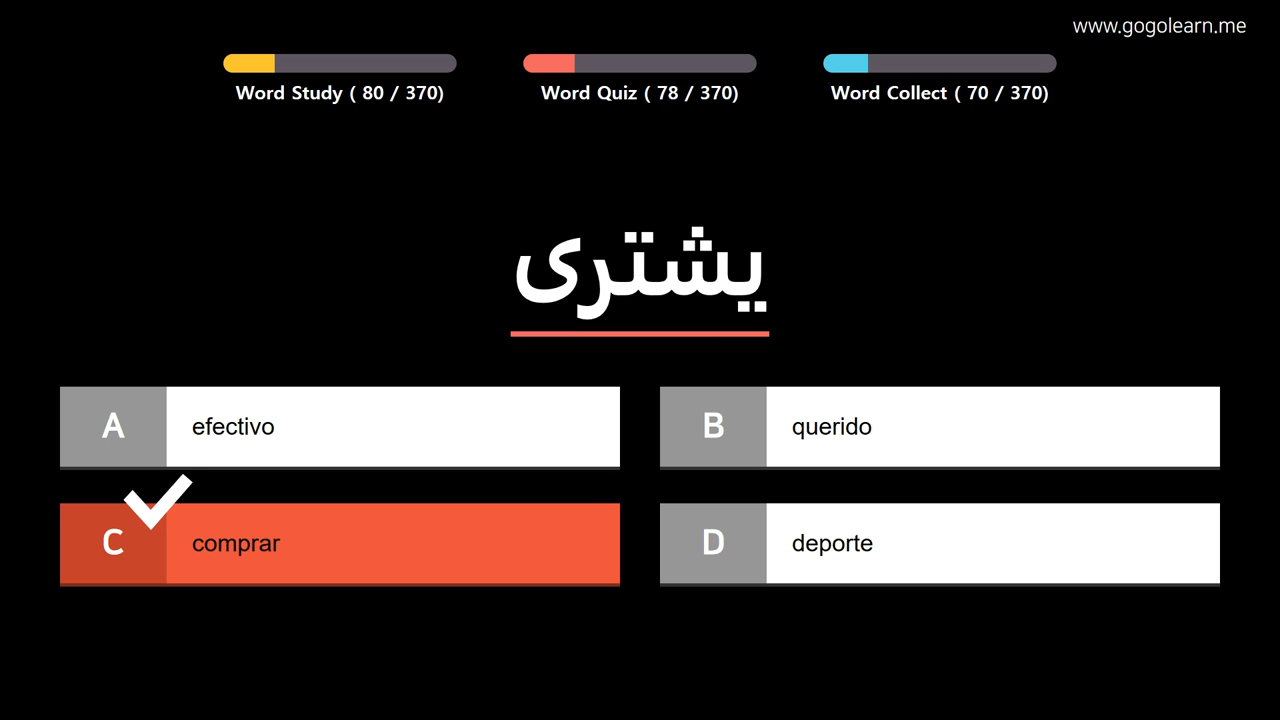 www.gogolearn.me
Word Study ( 80 / 370)
Word Quiz ( 78 / 370)
Word Collect ( 70 / 370)
يشترى
A efectivo
B querido
C comprar
D deporte